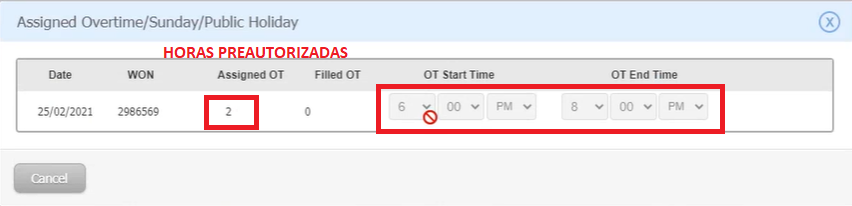 Assigned Overtime/Sunday/Public Holiday X
HORAS PREAUTORIZADAS
Date WON Assigned OT Filled OT OT Start Time OT End Time
25/02/2021 2986569 2 0 6 00 PM 8 00 PM
Cancel